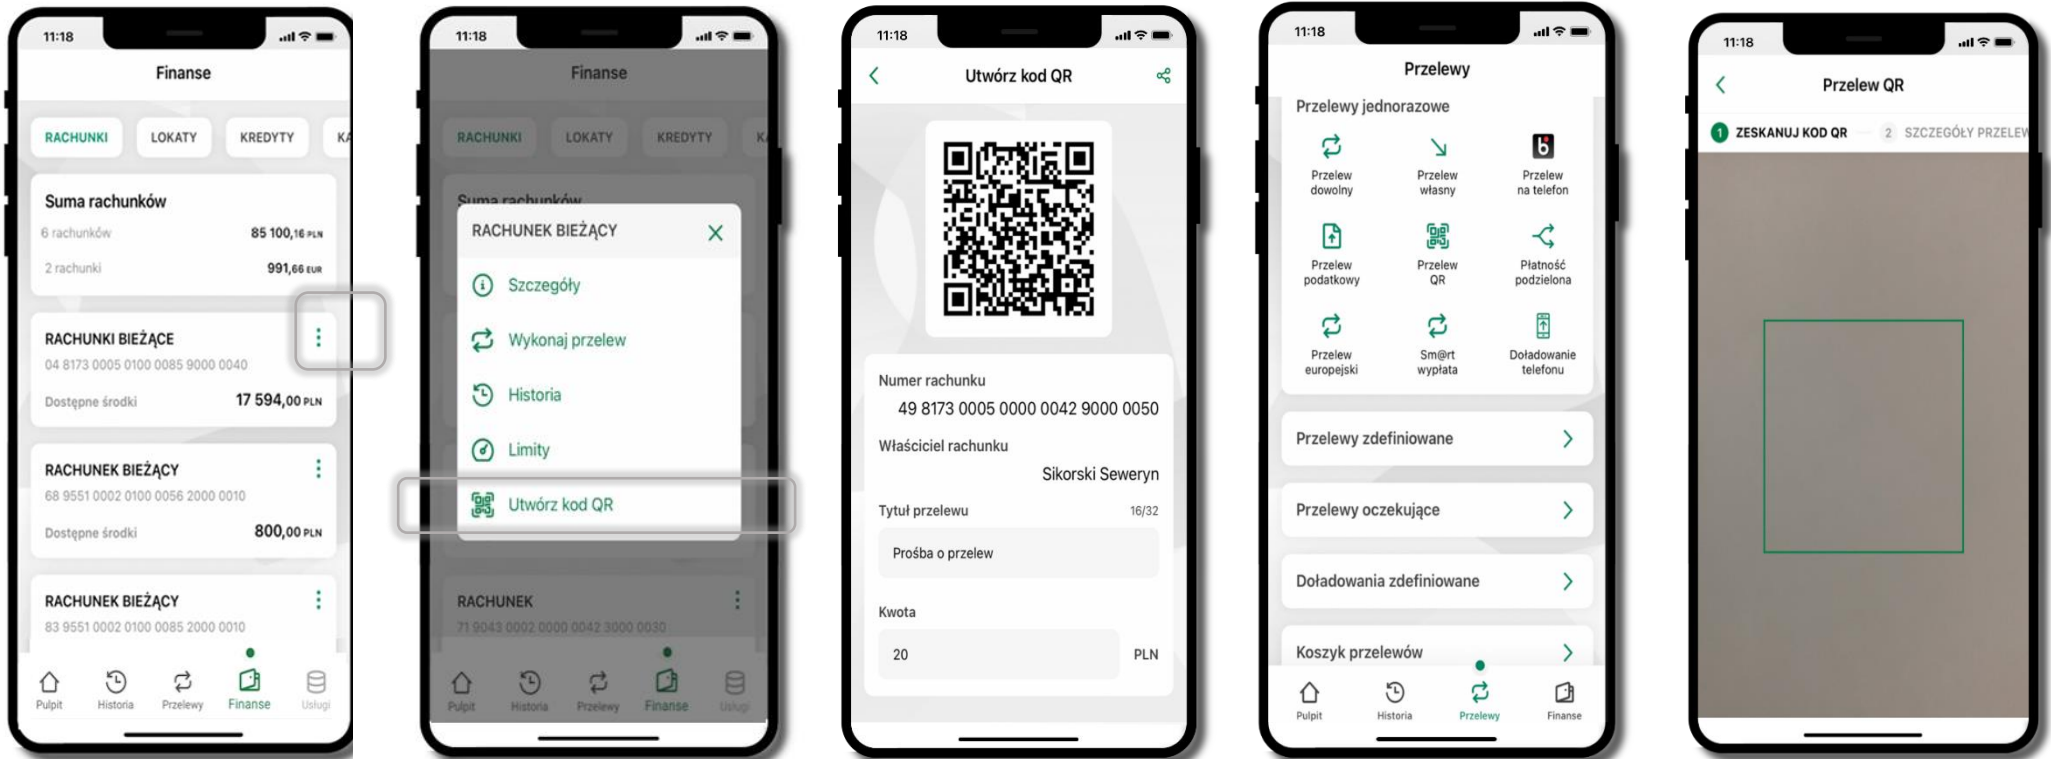 11:18
Finanse
RACHUNKI LOKATY KREDYTY KA
Suma rachunków
6 rachunków 85 100,16 PLN
2 rachunki 991,66 EUR
RACHUNKI BIEŻĄCE
04 8173 0005 0100 0085 9000 0040
Dostępne środki 17 594,00 PLN
RACHUNEK BIEŻĄCY
68 9551 0002 0100 0056 2000 0010
Dostępne środki 800,00 PLN
RACHUNEK BIEŻĄCY
83 9551 0002 0100 0085 2000 0010
Pulpit Historia Przelewy Finanse Usługi
11:18
Finanse
RACHUNKI LOKATY KREDYTY KA
Suma rachunków
RACHUNEK BIEŻĄCY
Szczegóły
Wykonaj przelew
Historia
Limity
Utwórz kod QR
RACHUNEK
71 9043 0002 0000 0042 3000 0030
Pulpit Historia Przelewy Finanse Usługi
11:18
Utwórz kod QR
Numer rachunku
49 8173 0005 0000 0042 9000 0050
Właściciel rachunku
Sikorski Seweryn
Tytuł przelewu 16/32
Prośba o przelew
Kwota
20 PLN
11:18
Przelewy
Przelewy jednorazowe
Przelew dowolny
Przelew własny
Przelew na telefon
Przelew podatkowy
Przelew QR
Płatność podzielona
Przelew europejski
Sm@rt wypłata
Doładowanie telefonu
Przelewy zdefiniowane
Przelewy oczekujące
Doładowania zdefiniowane
Koszyk przelewów
Pulpit Historia Przelewy Finanse
11:18
Przelew QR
1 ZESKANUJ KOD QR 2 SZCZEGÓŁY PRZELEW